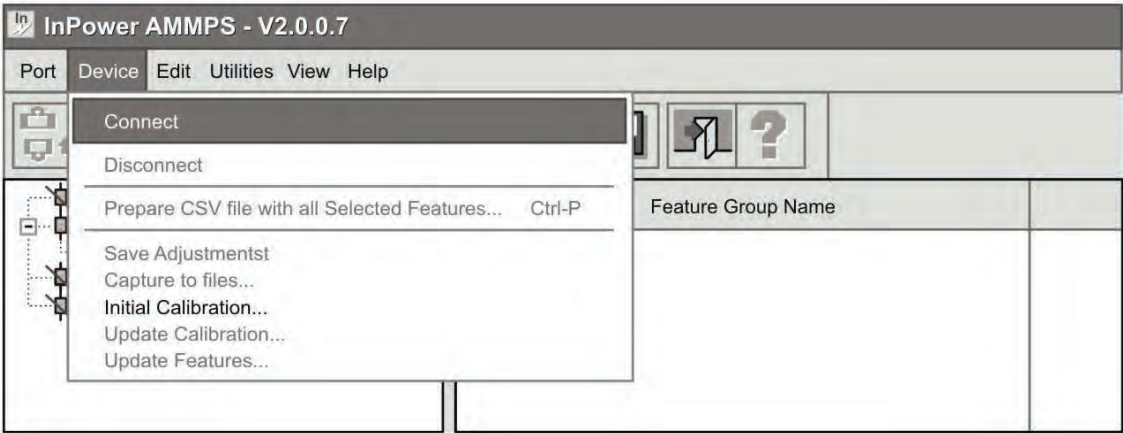 In
InPower AMMPS - V2.0.0.7
Port Device Edit Utilities View Help
?
Connect
Disconnect
Prepare CSV file with all Selected Features... Ctrl-P
Feature Group Name
Save Adjustmentst
Capture to files...
Initial Calibration...
Update Calibration...
Update Features...